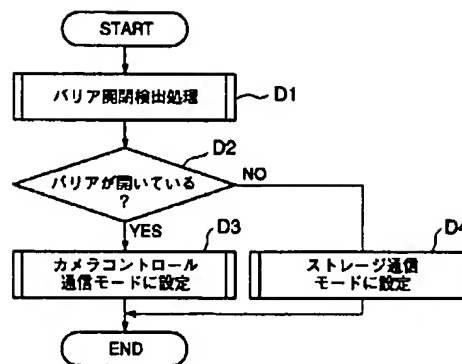 START
バリア開閉検出処理
D1
D2
バリアが開いている
?
NO
YES
D3
D4
カメラコントロール
通信モードに設定
ストレージ通信
モードに設定
END